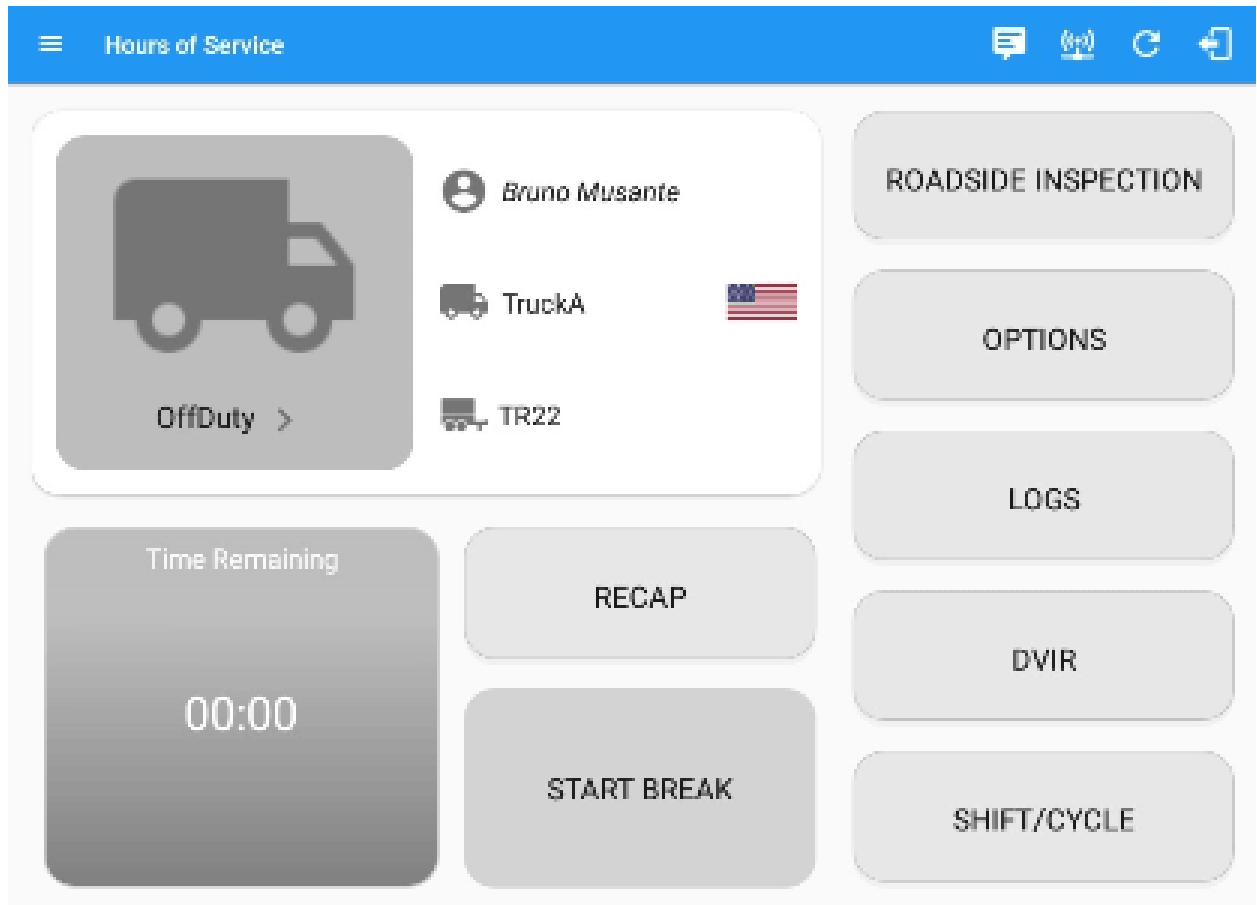 Hours of Service
Bruno Musante
TruckA
TR22
OffDuty
ROADSIDE INSPECTION
OPTIONS
LOGS
DVIR
SHIFT/CYCLE
Time Remaining
00:00
RECAP
START BREAK